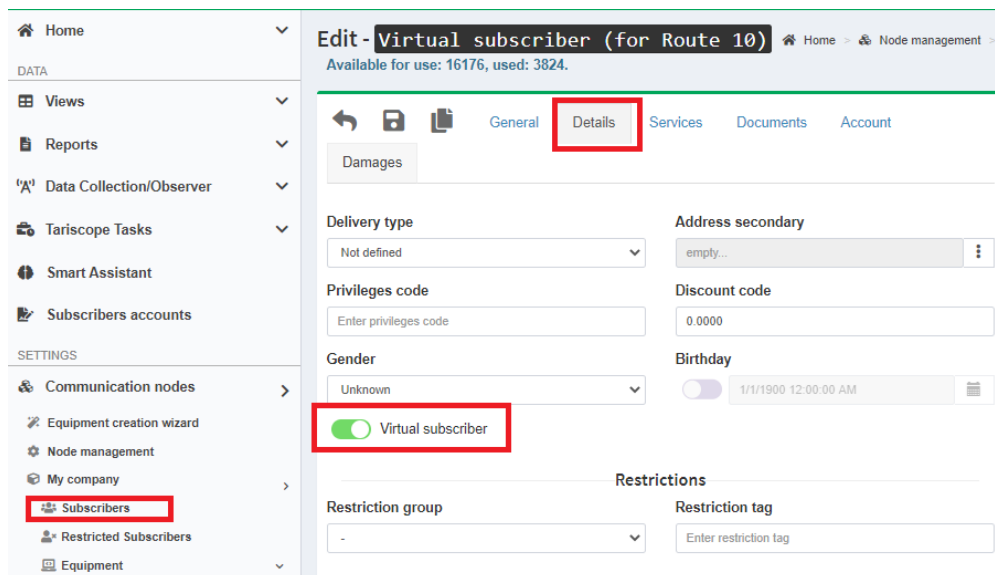 Home
DATA
Views
Reports
Data Collection/Observer
Tariscope Tasks
Smart Assistant
Subscribers accounts
SETTINGS
Communication nodes
Equipment creation wizard
Node management
My company
Subscribers
Restricted Subscribers
Equipment
Edit - Virtual subscriber (for Route 10) Home > Node management >
Available for use: 16176, used: 3824.
General Details Services Documents Account
Damages
Delivery type Address secondary
Not defined empty...
Privileges code Discount code
Enter privileges code 0.0000
Gender Birthday
Unknown 1/1/1900 12:00:00 AM
Virtual subscriber
Restrictions
Restriction group Restriction tag
- Enter restriction tag